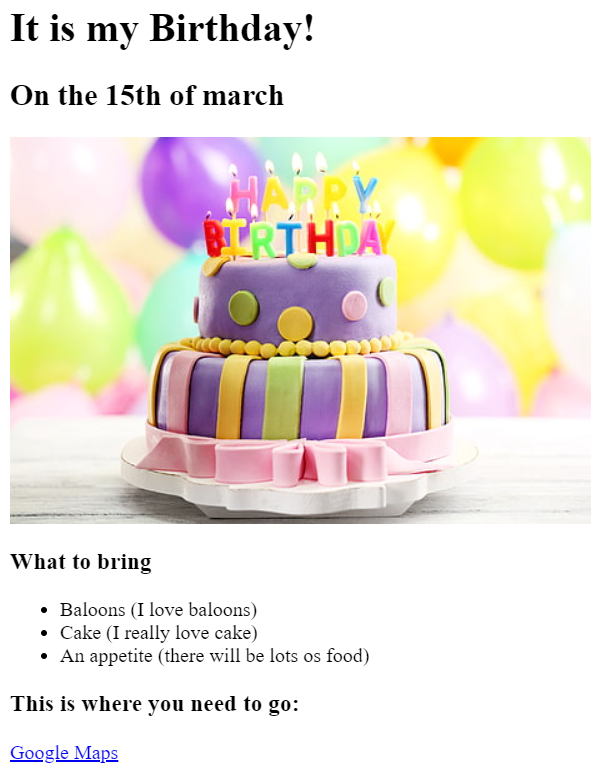 It is my Birthday!
On the 15th of march
HAPPY
BIRTHDAY
What to bring
Baloons (I love baloons)
Cake (I really love cake)
An appetite (there will be lots os food)
This is where you need to go:
Google Maps